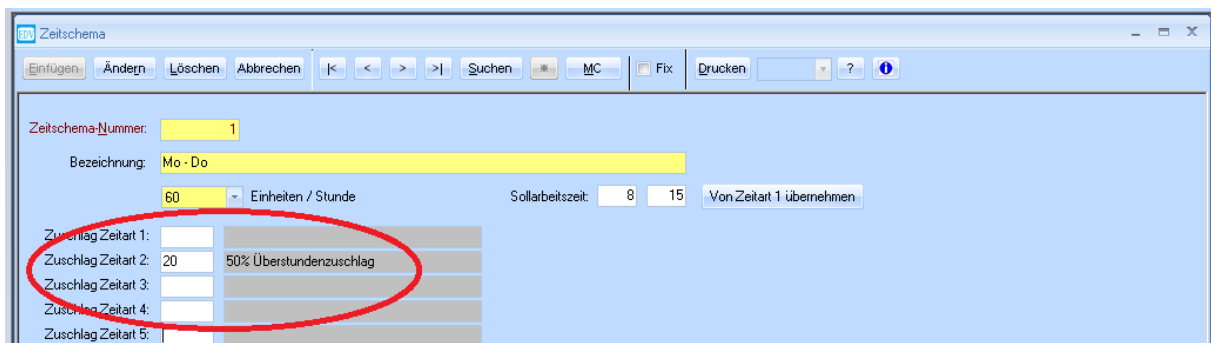 EDV Zeitschema
Einfügen Ändern Löschen Abbrechen |< < > >| Suchen * MC Fix Drucken ? i
Zeitschema-Nummer: 1
Bezeichnung: Mo - Do
60 Einheiten / Stunde Sollarbeitszeit: 8 15 Von Zeitart 1 übernehmen
Zuschlag Zeitart 1:
Zuschlag Zeitart 2: 20 50% Überstundenzuschlag
Zuschlag Zeitart 3:
Zuschlag Zeitart 4:
Zuschlag Zeitart 5: